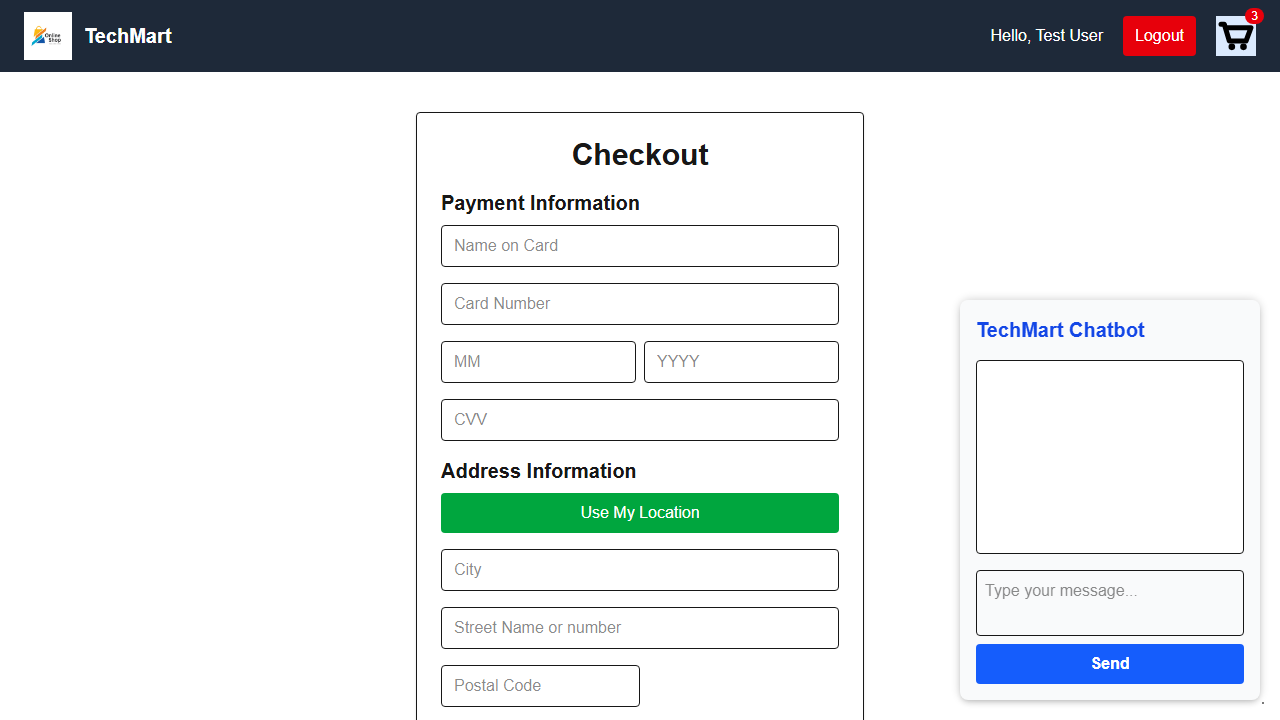 Online
Shop
TechMart
Hello, Test User
Logout
3
Checkout
Payment Information
Name on Card
Card Number
MM
YYYY
CVV
Address Information
Use My Location
City
Street Name or number
Postal Code
TechMart Chatbot
Type your message...
Send
.